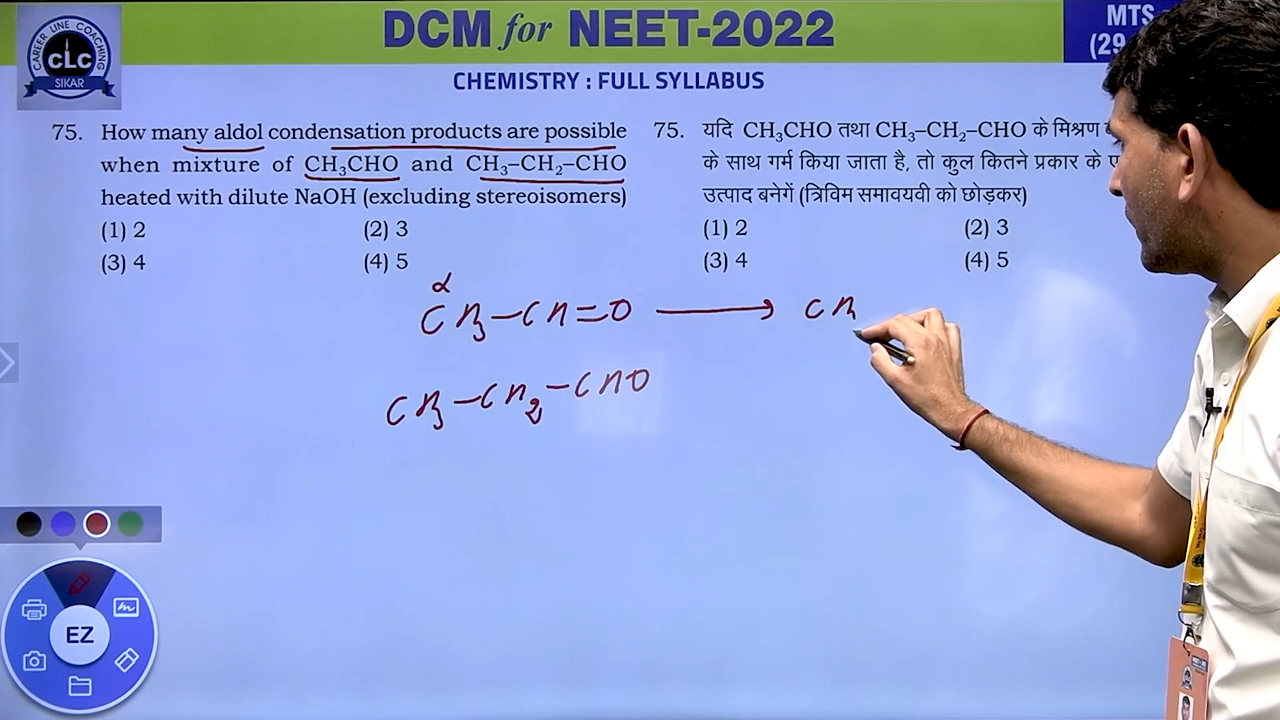 DCM for NEET-2022
MTS
(29
CAREER LINE COACHING
CLC
SIKAR
CHEMISTRY : FULL SYLLABUS
75. How many aldol condensation products are possible
when mixture of CH₃CHO and CH₃–CH₂–CHO
heated with dilute NaOH (excluding stereoisomers)
(1) 2 (2) 3
(3) 4 (4) 5
75. यदि CH₃CHO तथा CH₃–CH₂–CHO के मिश्रण
के साथ गर्म किया जाता है, तो कुल कितने प्रकार के
उत्पाद बनेगें (त्रिविम समावयवी को छोड़कर)
(1) 2 (2) 3
(3) 4 (4) 5
α
CH₃–CH=O ⟶ CH
CH₃–CH₂–CHO
EZ